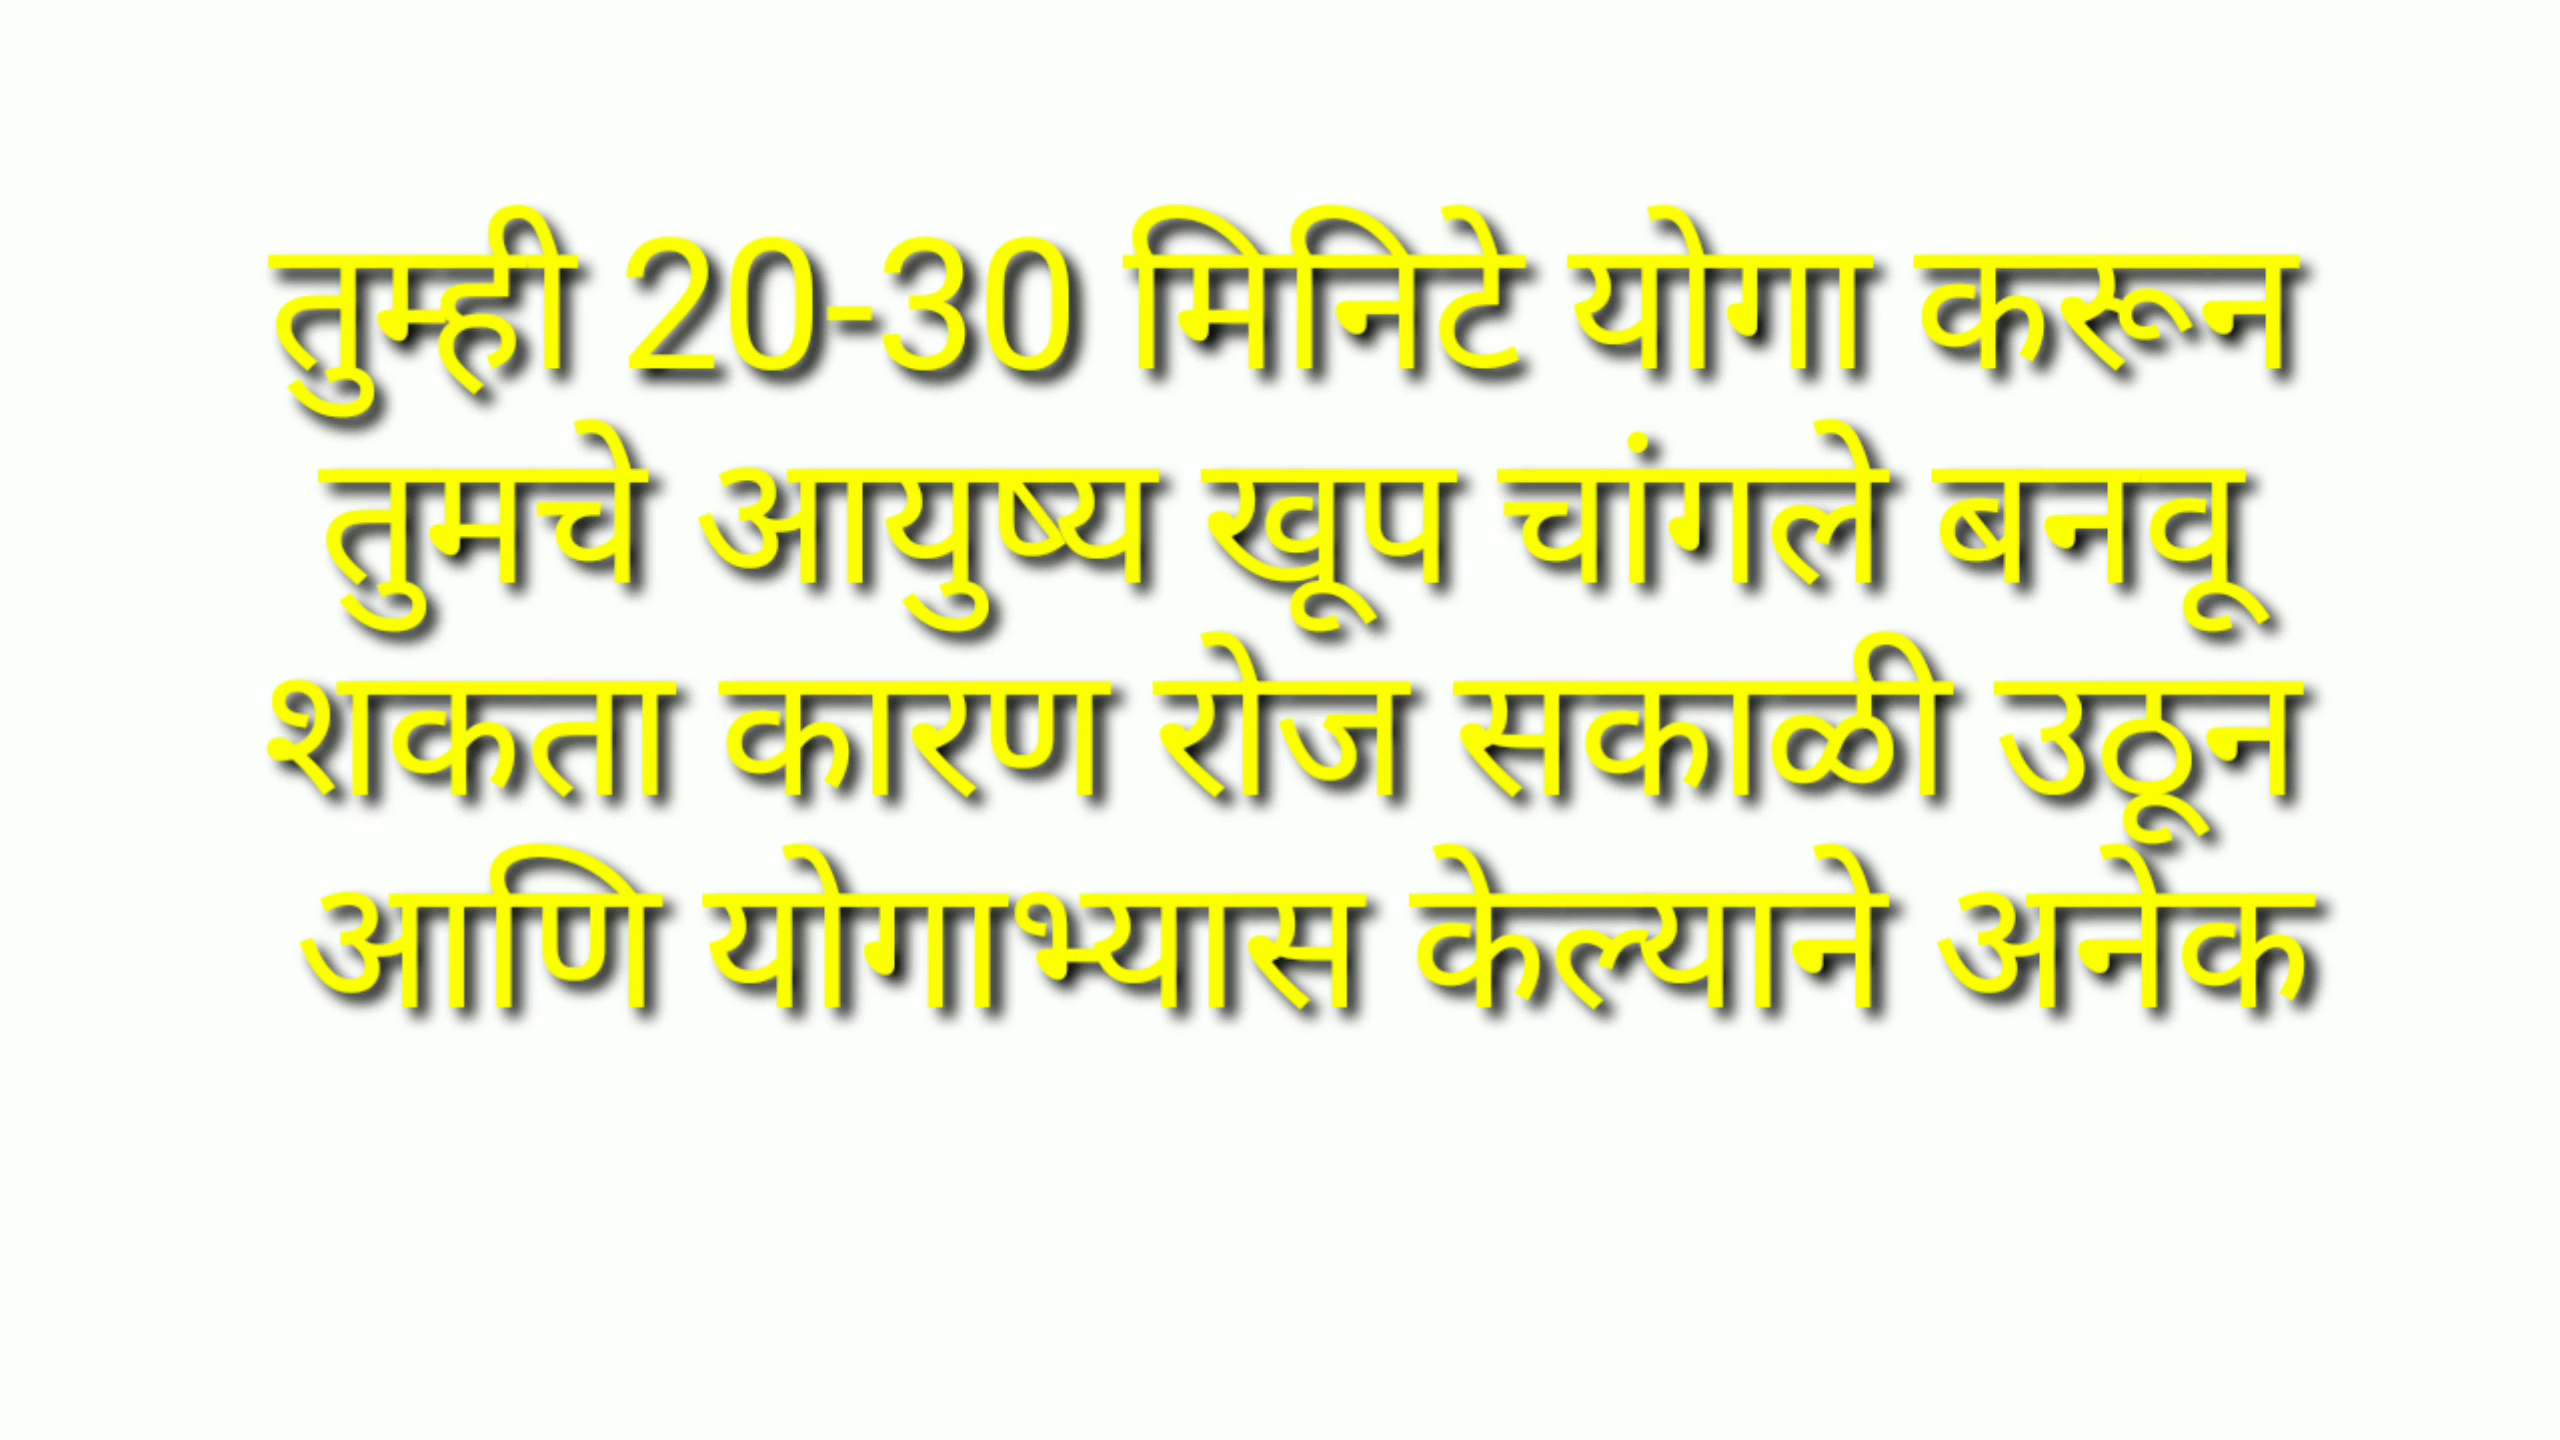 तुम्ही 20-30 मिनिटे योगा करून
तुमचे आयुष्य खूप चांगले बनवू
शकता कारण रोज सकाळी उठून
आणि योगाभ्यास केल्याने अनेक